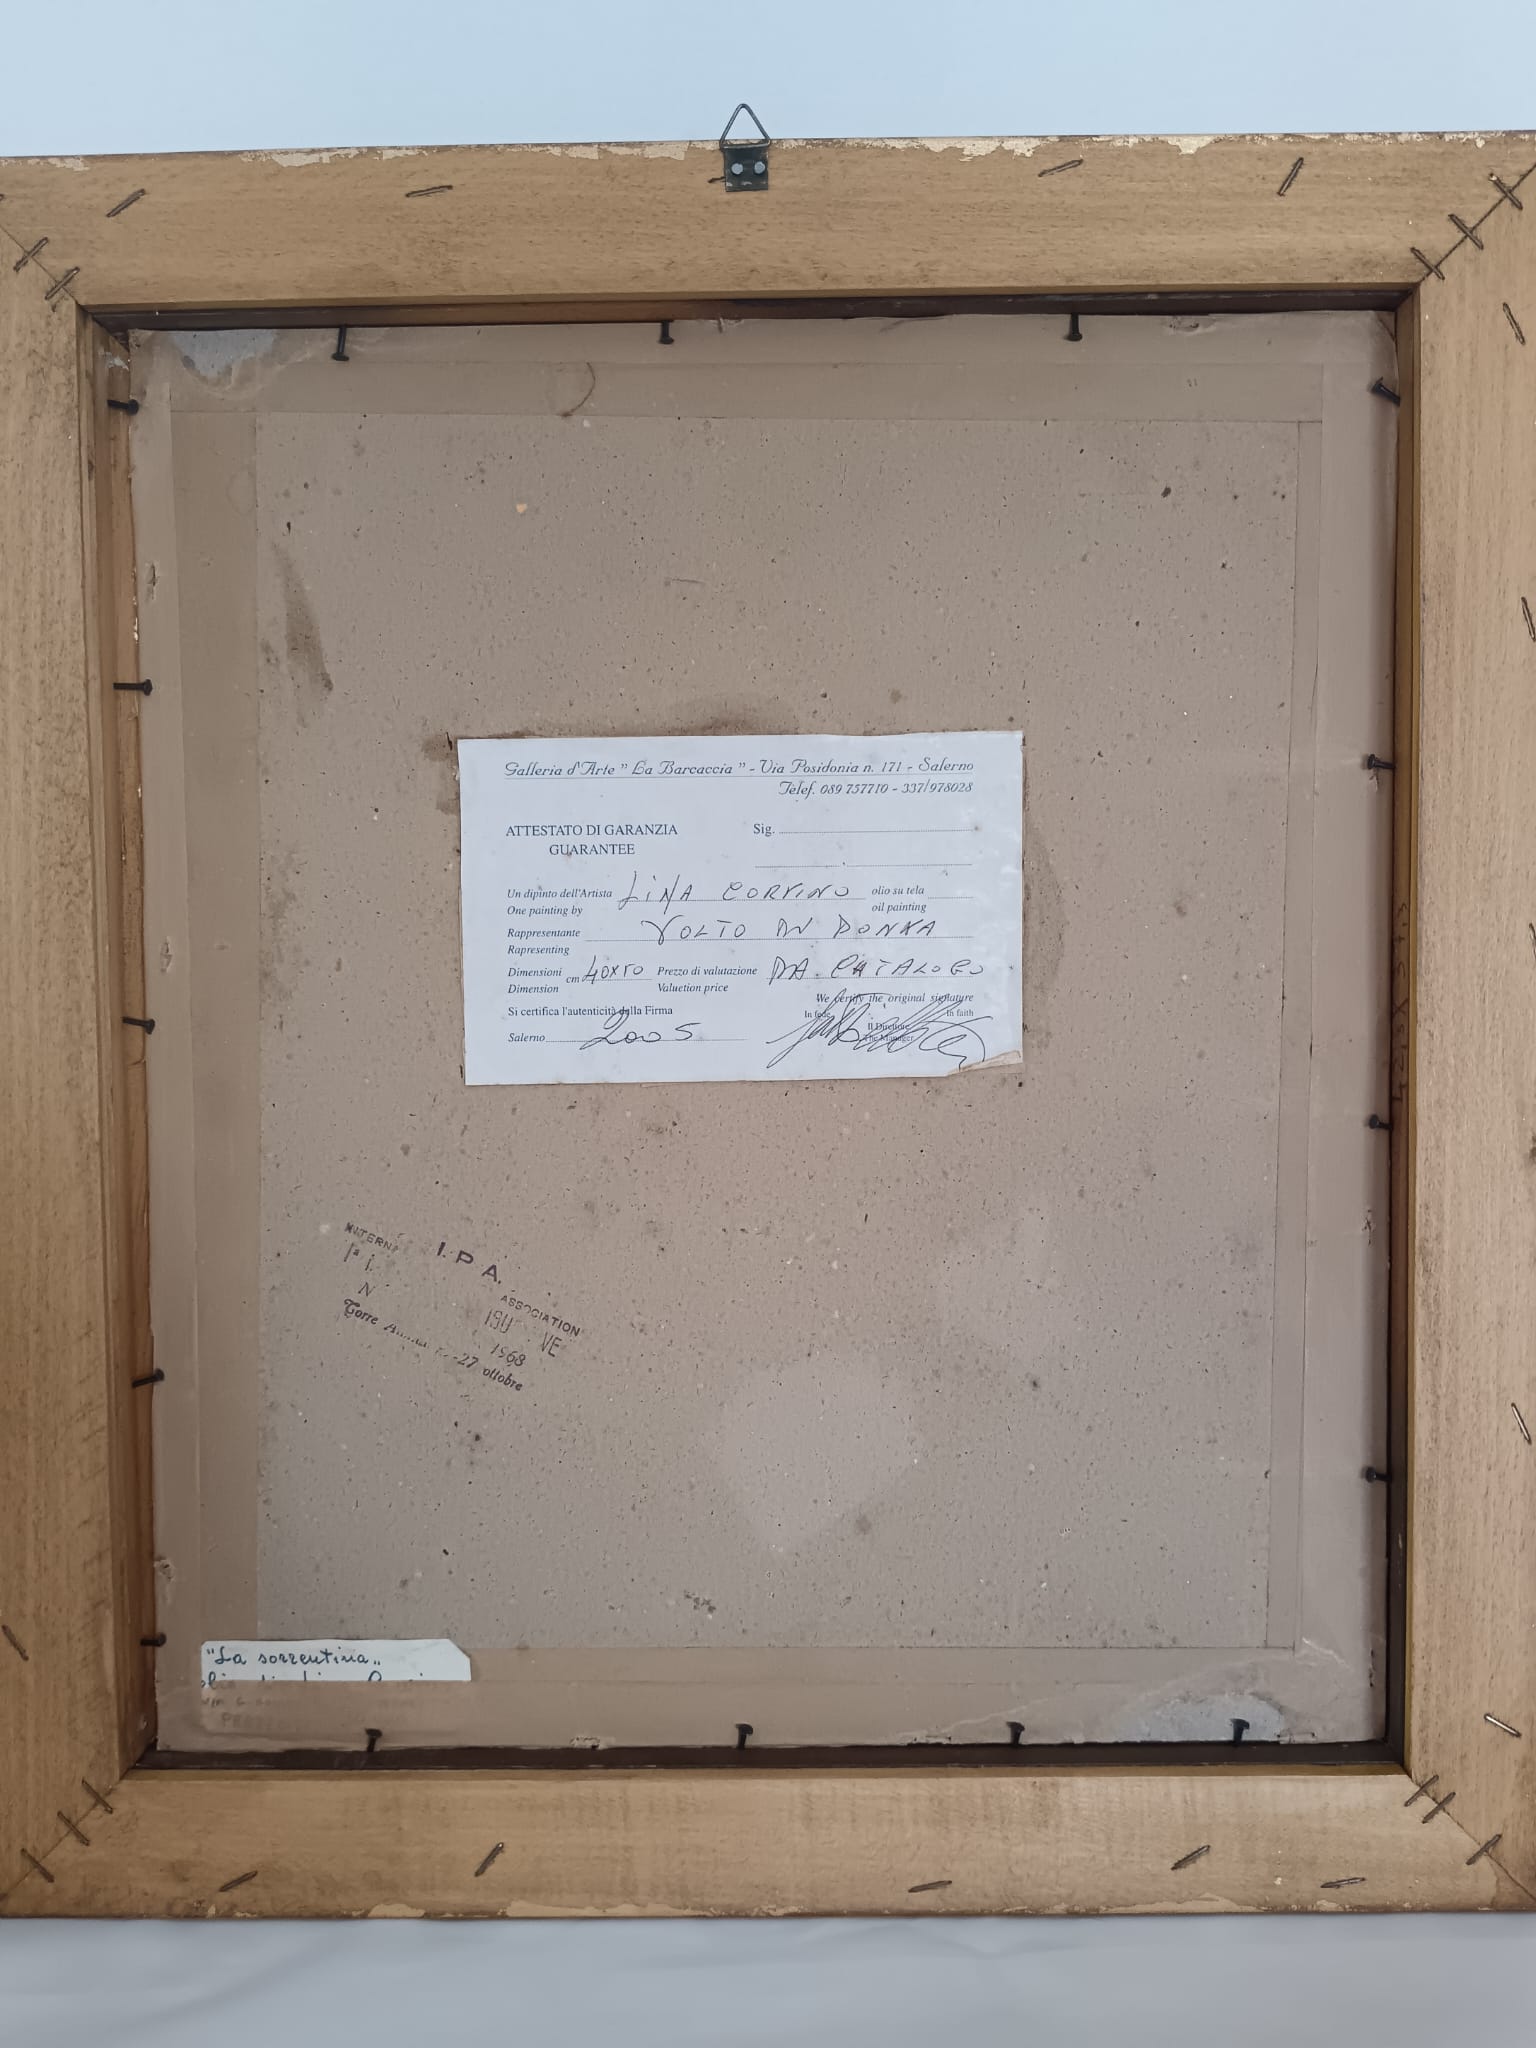 Galleria d'Arte " La Barcaccia " - Via Posidonia n. 171 - Salerno
Telef. 089 757710 - 337/978028
ATTESTATO DI GARANZIA
GUARANTEE
Sig.
Un dipinto dell'Artista LINA CORVINO olio su tela
One painting by oil painting
Rappresentante VOLTO DI DONNA
Rapresenting
Dimensioni cm 40x50 Prezzo di valutazione DA CATALOGO
Dimension Valuetion price
We certify the original signature
Si certifica l'autenticità della Firma In fede In faith
Il Direttore
The Manager
Salerno 2005
I. P. A.
ASSOCIATION
1968
Torre -27 ottobre
"La sorrentina"